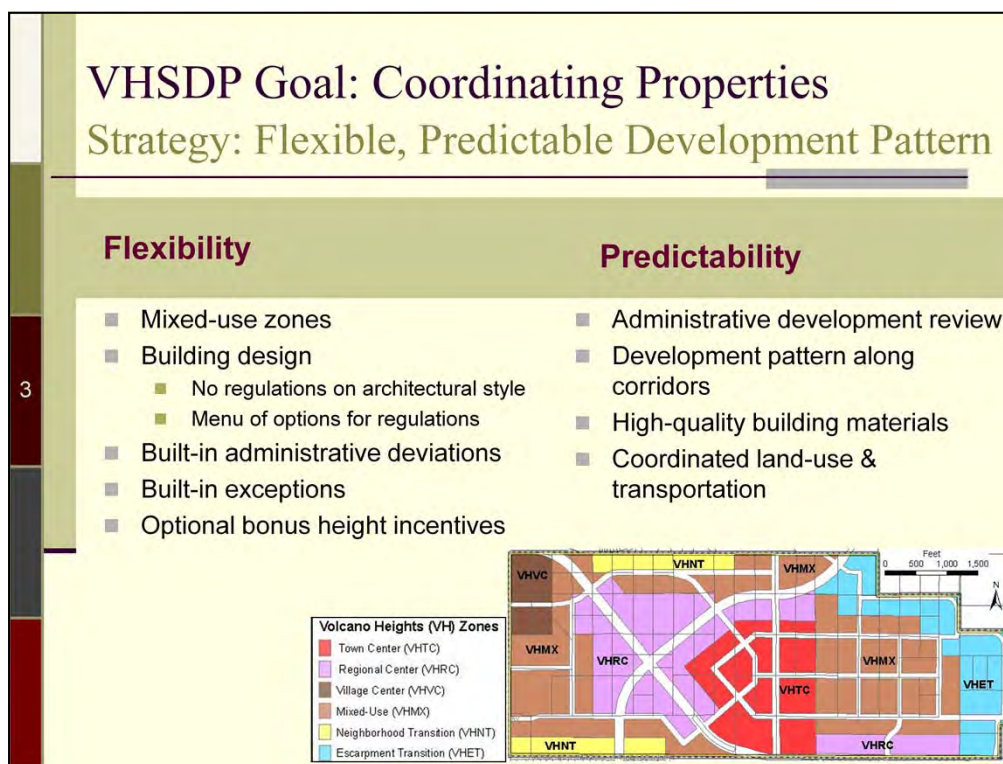 VHSDP Goal: Coordinating Properties
Strategy: Flexible, Predictable Development Pattern
Flexibility
Mixed-use zones
Building design
No regulations on architectural style
Menu of options for regulations
Built-in administrative deviations
Built-in exceptions
Optional bonus height incentives
Predictability
Administrative development review
Development pattern along
corridors
High-quality building materials
Coordinated land-use &
transportation
3
Volcano Heights (VH) Zones
Town Center (VHTC)
Regional Center (VHRC)
Village Center (VHVC)
Mixed-Use (VHMX)
Neighborhood Transition (VHNT)
Escarpment Transition (VHET)
VHVC
VHNT
VHMX
Feet
0 500 1,000 1,500
N
VHMX
VHRC
VHMX
VHTC
VHET
VHNT
VHRC